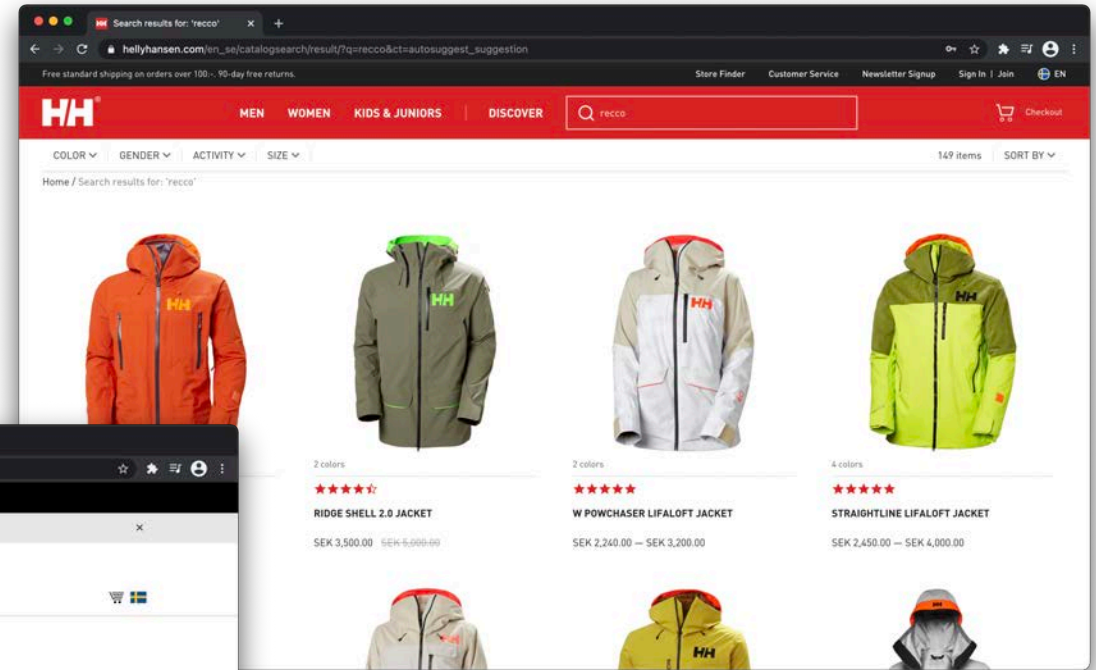 Search results for: 'recco'
hellyhansen.com/en_se/catalogsearch/result/?q=recco&ct=autosuggest_suggestion
Free standard shipping on orders over 100:-. 90-day free returns. Store Finder Customer Service Newsletter Signup Sign In | Join EN
HH® MEN WOMEN KIDS & JUNIORS DISCOVER recco Checkout
COLOR GENDER ACTIVITY SIZE 149 items SORT BY
Home / Search results for: 'recco'
HH HH HH HH
2 colors 2 colors 4 colors
RIDGE SHELL 2.0 JACKET W POWCHASER LIFALOFT JACKET STRAIGHTLINE LIFALOFT JACKET
SEK 3,500.00 SEK 5,000.00 SEK 2,240.00 — SEK 3,200.00 SEK 2,450.00 — SEK 4,000.00
HH HH HH